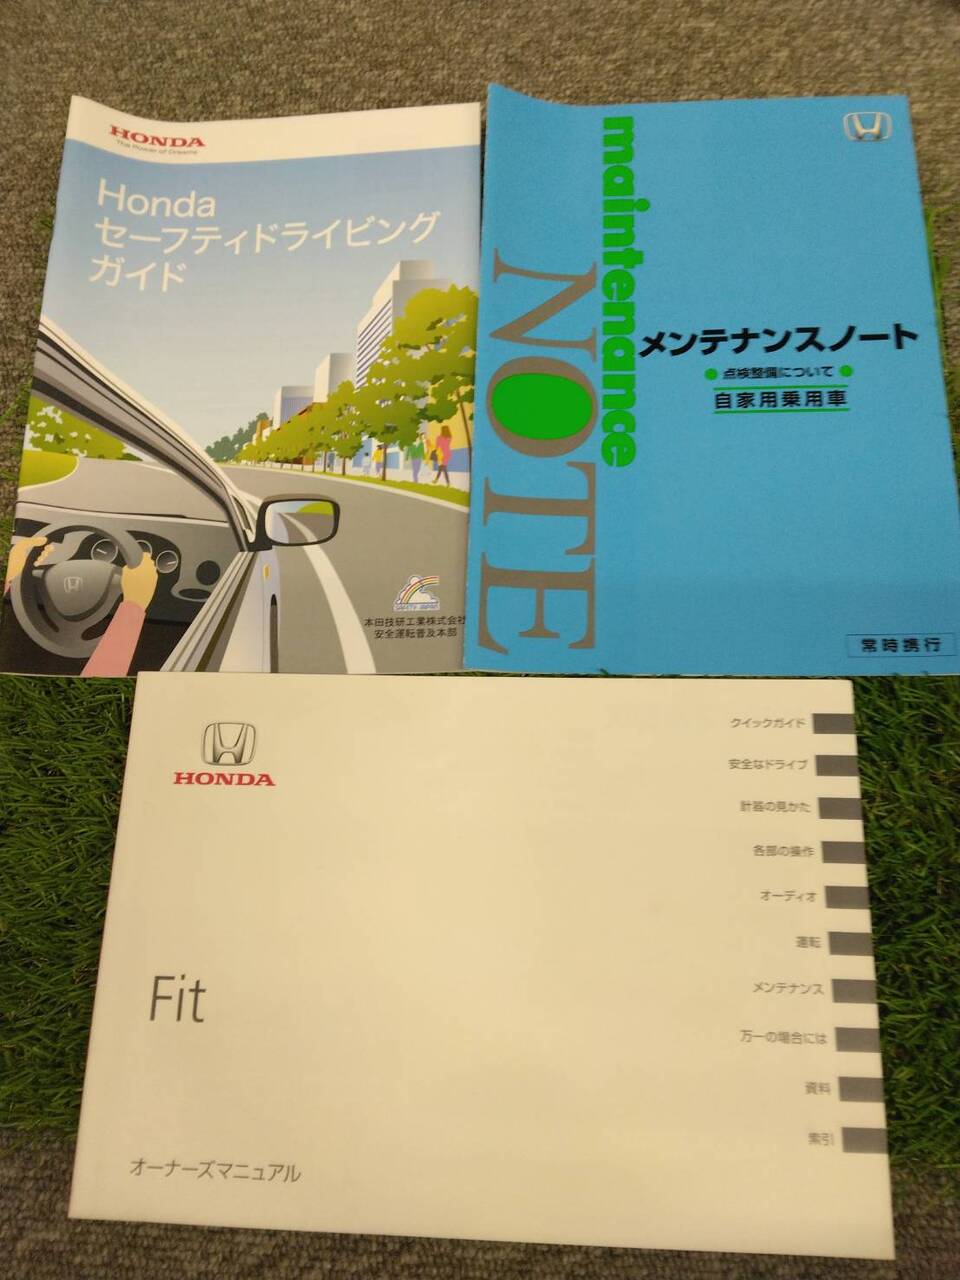 HONDA
The Power of Dreams
Honda
セーフティドライビング
ガイド
SAFETY JAPAN
本田技研工業株式会社
安全運転普及本部
maintenance
NOTE
メンテナンスノート
点検整備について
自家用乗用車
常時携行
HONDA
Fit
オーナーズマニュアル
クイックガイド
安全なドライブ
計器の見かた
各部の操作
オーディオ
運転
メンテナンス
万一の場合には
資料
索引